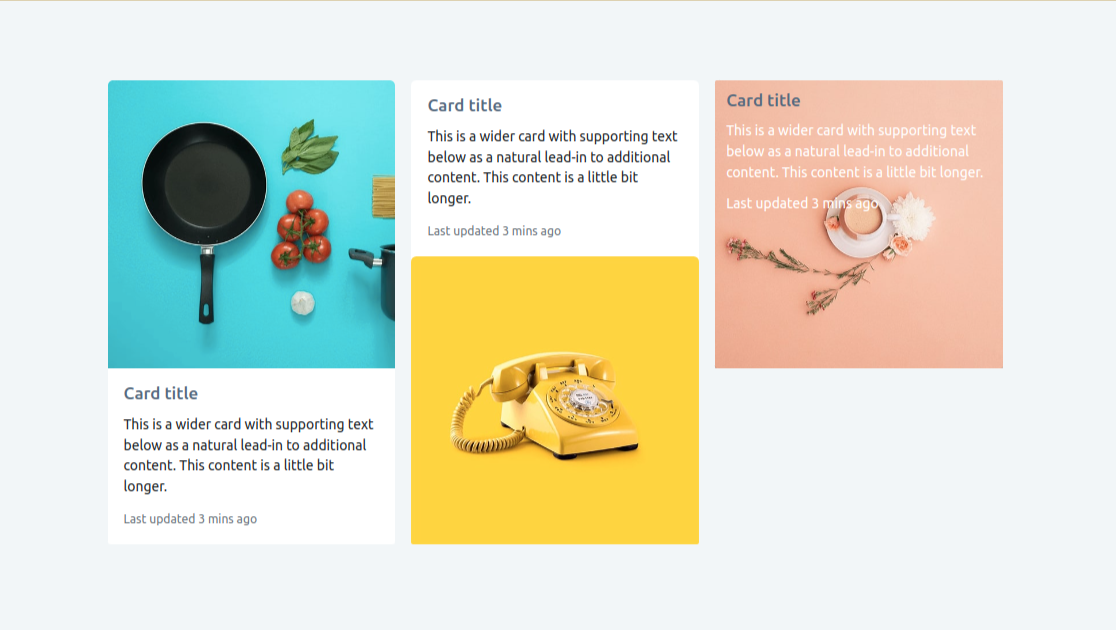 Card title
This is a wider card with supporting text
below as a natural lead-in to additional
content. This content is a little bit
longer.
Last updated 3 mins ago
Card title
This is a wider card with supporting text
below as a natural lead-in to additional
content. This content is a little bit
longer.
Last updated 3 mins ago
Card title
This is a wider card with supporting text
below as a natural lead-in to additional
content. This content is a little bit longer.
Last updated 3 mins ago